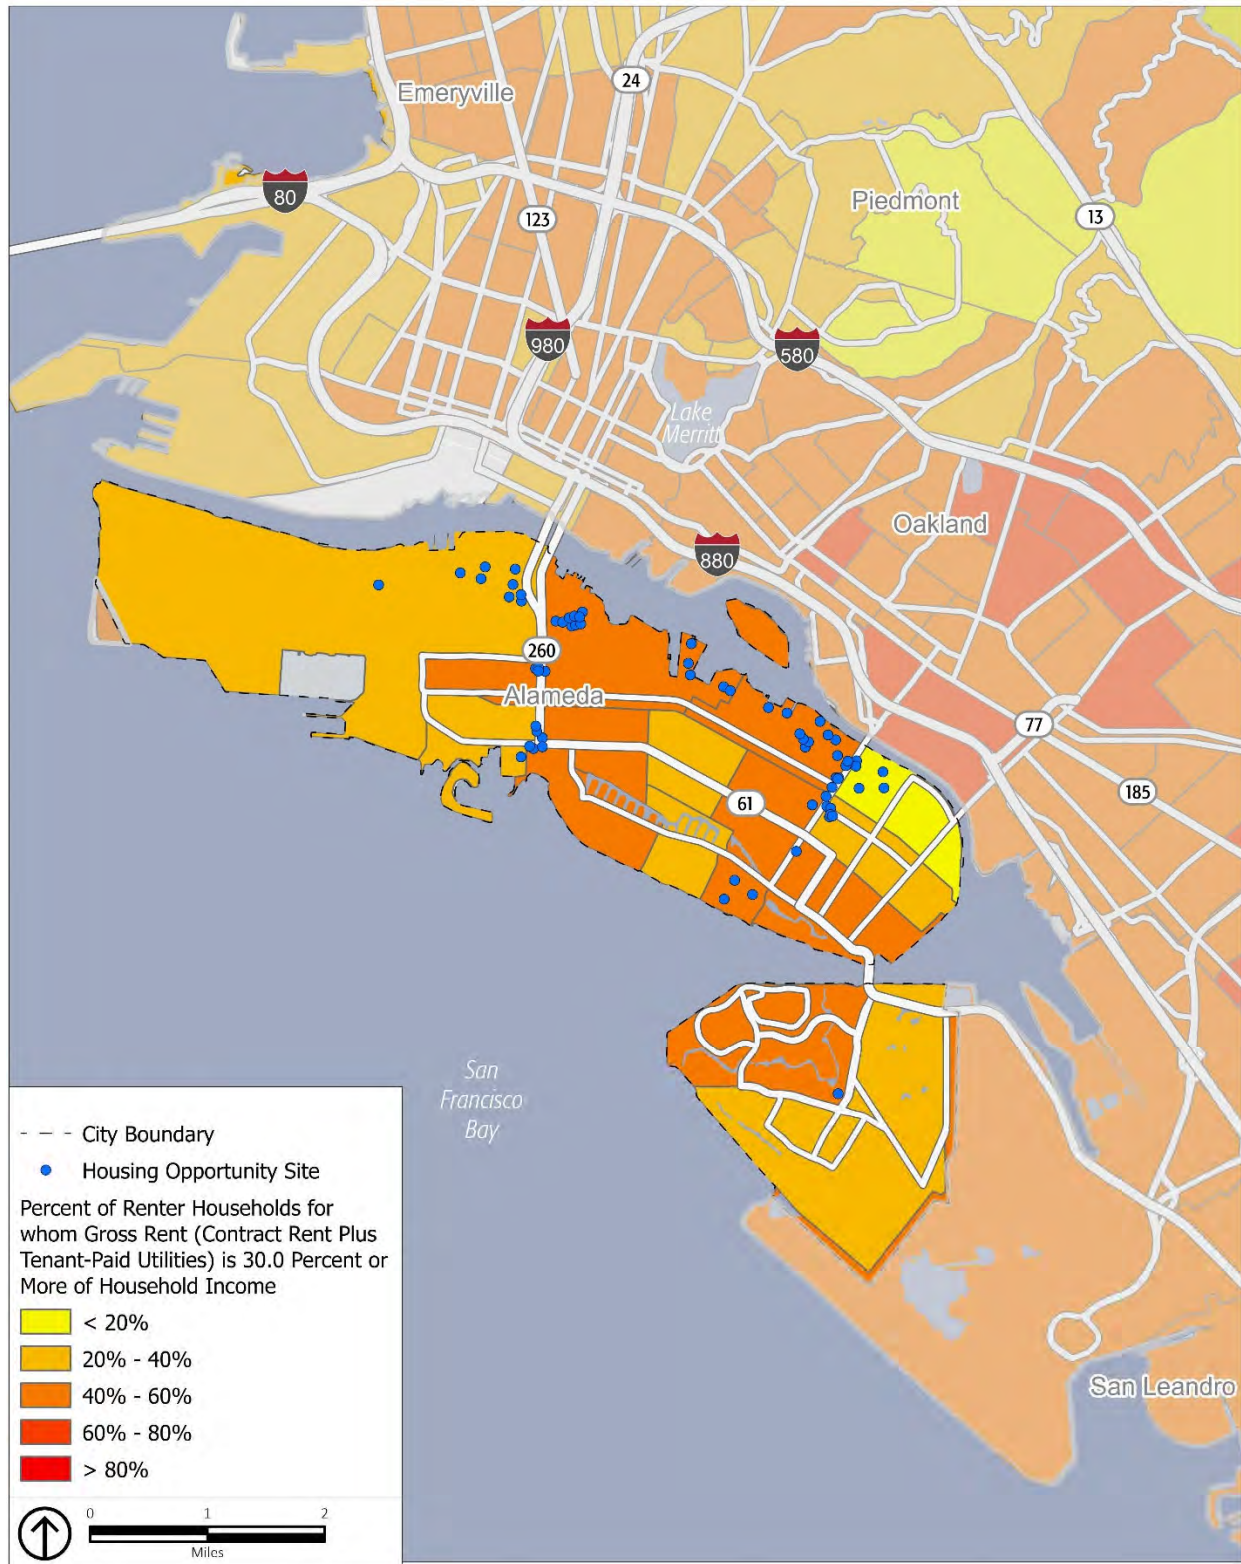 24
Emeryville
80
Piedmont
123
13
980
580
Lake
Merritt
Oakland
880
260
Alameda
77
185
61
San
Francisco
Bay
San Leandro
City Boundary
Housing Opportunity Site
Percent of Renter Households for
whom Gross Rent (Contract Rent Plus
Tenant-Paid Utilities) is 30.0 Percent or
More of Household Income
< 20%
20% - 40%
40% - 60%
60% - 80%
> 80%
0 1 2
Miles